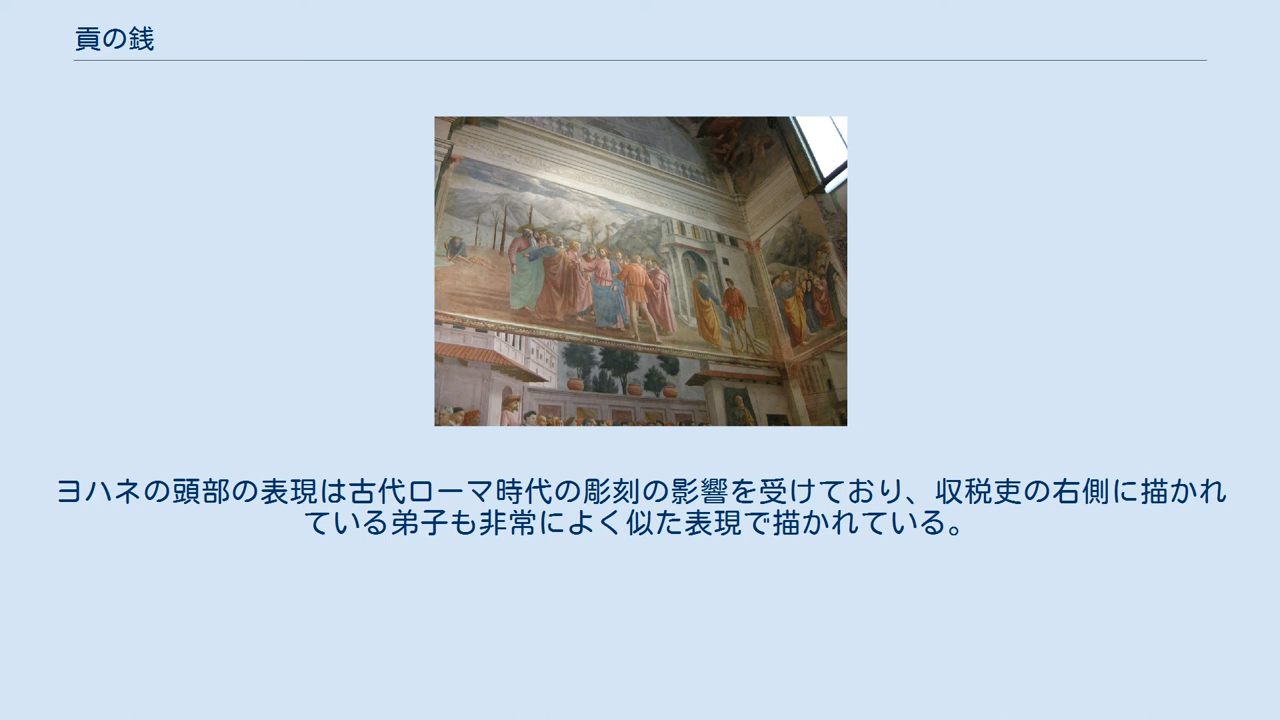 貢の銭
ヨハネの頭部の表現は古代ローマ時代の彫刻の影響を受けており、収税吏の右側に描かれ
ている弟子も非常によく似た表現で描かれている。